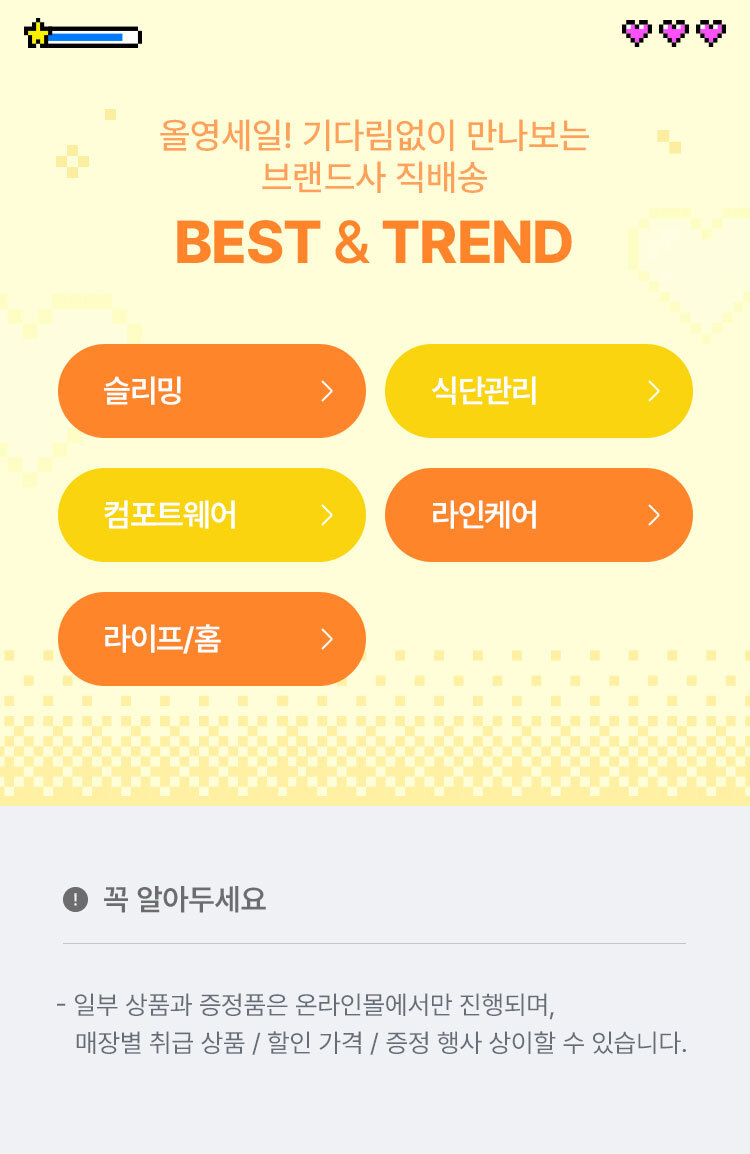 올영세일! 기다림없이 만나보는
브랜드사 직배송
BEST & TREND
슬리밍
식단관리
컴포트웨어
라인케어
라이프/홈
꼭 알아두세요
- 일부 상품과 증정품은 온라인몰에서만 진행되며,
매장별 취급 상품 / 할인 가격 / 증정 행사 상이할 수 있습니다.